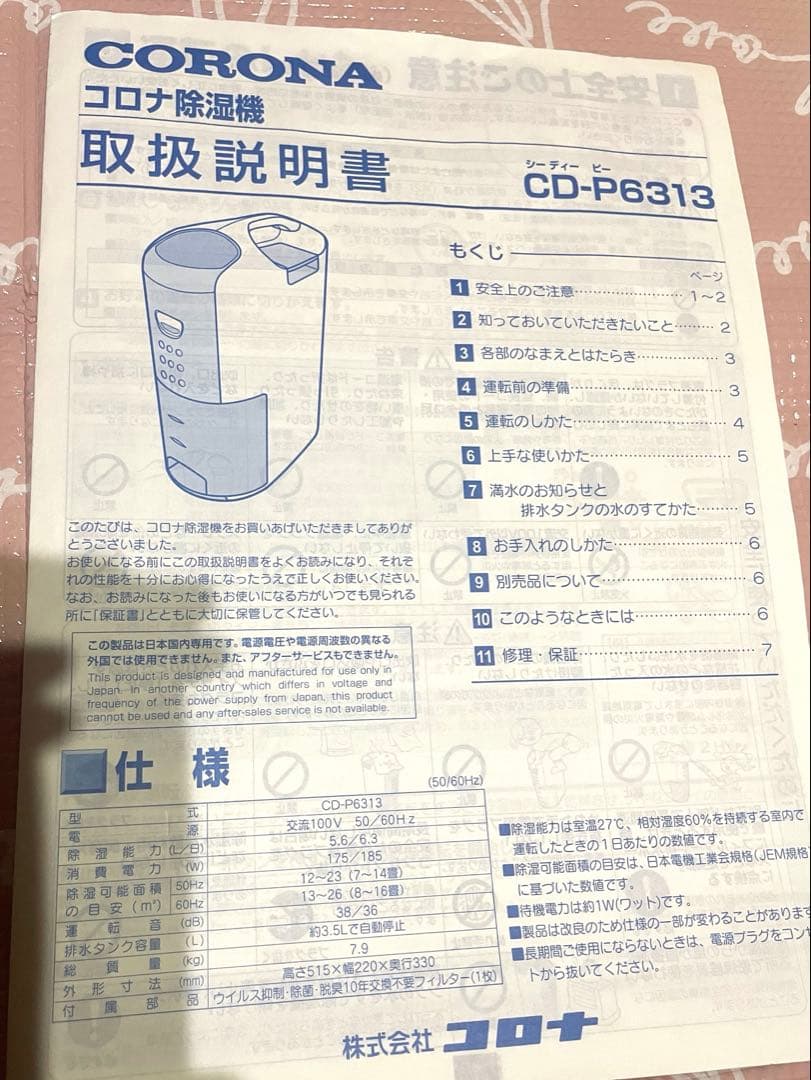 CORONA
コロナ除湿機
取扱説明書
シーディー ピー
CD-P6313
もくじ
ページ
1 安全上のご注意…………………… 1～2
2 知っておいていただきたいこと……… 2
3 各部のなまえとはたらき……………… 3
4 運転前の準備………………………… 3
5 運転のしかた………………………… 4
6 上手な使いかた……………………… 5
7 満水のお知らせと
排水タンクの水のすてかた……… 5
8 お手入れのしかた…………………… 6
9 別売品について……………………… 6
10 このようなときには………………… 6
11 修理・保証…………………………… 7
このたびは、コロナ除湿機をお買いあげいただきましてありが
とうございました。
お使いになる前にこの取扱説明書をよくお読みになり、それぞ
れの性能を十分にお心得になったうえで正しくお使いください。
なお、お読みになった後もお使いになる方がいつでも見られる
所に「保証書」とともに大切に保管してください。
この製品は日本国内専用です。電源電圧や電源周波数の異なる
外国では使用できません。また、アフターサービスもできません。
This product is designed and manufactured for use only in
Japan. In another country which differs in voltage and
frequency of the power supply from Japan, this product
cannot be used and any after-sales service is not available.
仕様
(50/60Hz)
型式 CD-P6313
電源 交流100V 50／60Hz
除湿能力(L／日) 5.6／6.3
消費電力(W) 175／185
除湿可能面積の目安(m²) 50Hz 12～23（7～14畳）
60Hz 13～26（8～16畳）
運転音(dB) 38／36
排水タンク容量(L) 約3.5Lで自動停止
総質量(kg) 7.9
外形寸法(mm) 高さ515×幅220×奥行330
付属部品 ウイルス抑制・除菌・脱臭10年交換不要フィルター（1枚）
■除湿能力は室温27℃、相対湿度60％を持続する室内で
運転したときの1日あたりの数値です。
■除湿可能面積の目安は、日本電機工業会規格(JEM規格
に基づいた数値です。
■待機電力は約1W(ワット)です。
■製品は改良のため仕様の一部が変わることがあります
■長期間ご使用にならないときは、電源プラグをコンセ
トから抜いてください。
株式会社 コロナ